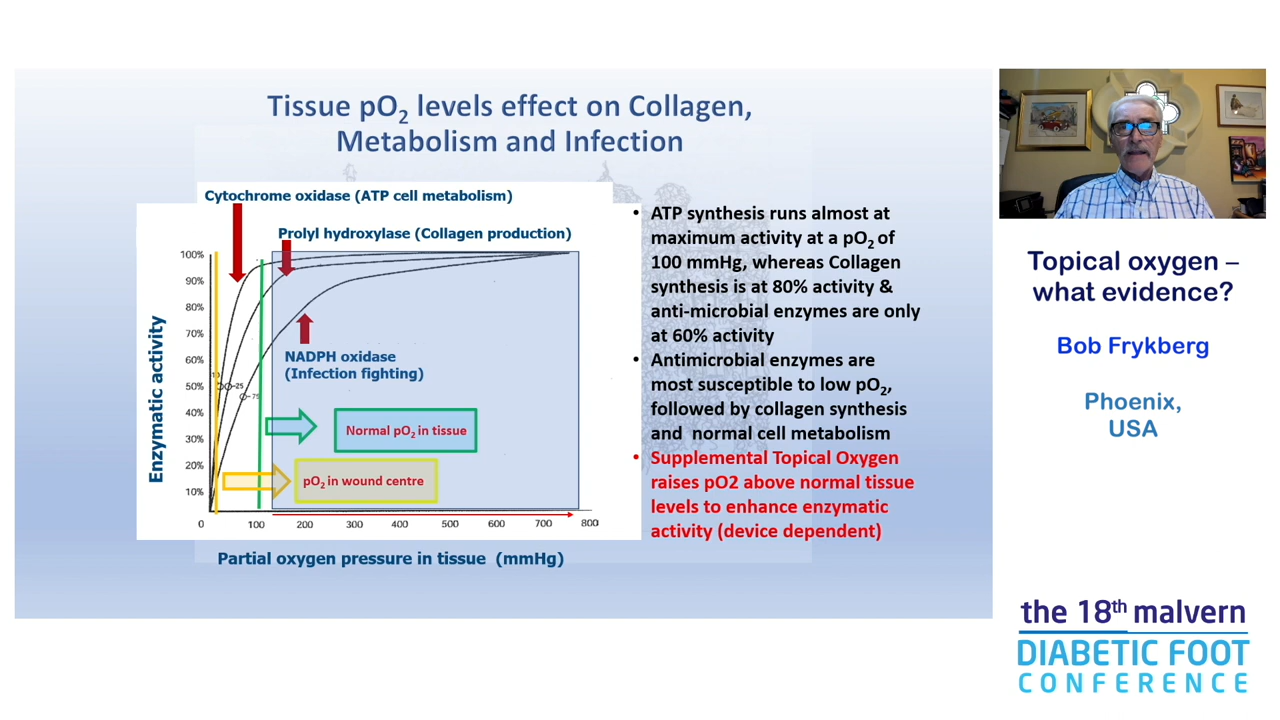 Tissue pO₂ levels effect on Collagen,
Metabolism and Infection
Cytochrome oxidase (ATP cell metabolism)
Prolyl hydroxylase (Collagen production)
NADPH oxidase
(Infection fighting)
Normal pO₂ in tissue
pO₂ in wound centre
Enzymatic activity
100%
90%
80%
70%
60%
50%
40%
30%
20%
10%
10
25
75
0
100
200
300
400
500
600
700
800
Partial oxygen pressure in tissue (mmHg)
• ATP synthesis runs almost at
maximum activity at a pO₂ of
100 mmHg, whereas Collagen
synthesis is at 80% activity &
anti-microbial enzymes are only
at 60% activity
• Antimicrobial enzymes are
most susceptible to low pO₂,
followed by collagen synthesis
and normal cell metabolism
• Supplemental Topical Oxygen
raises pO2 above normal tissue
levels to enhance enzymatic
activity (device dependent)
Topical oxygen –
what evidence?
Bob Frykberg
Phoenix,
USA
the 18th malvern
DIABETIC FOOT
CONFERENCE